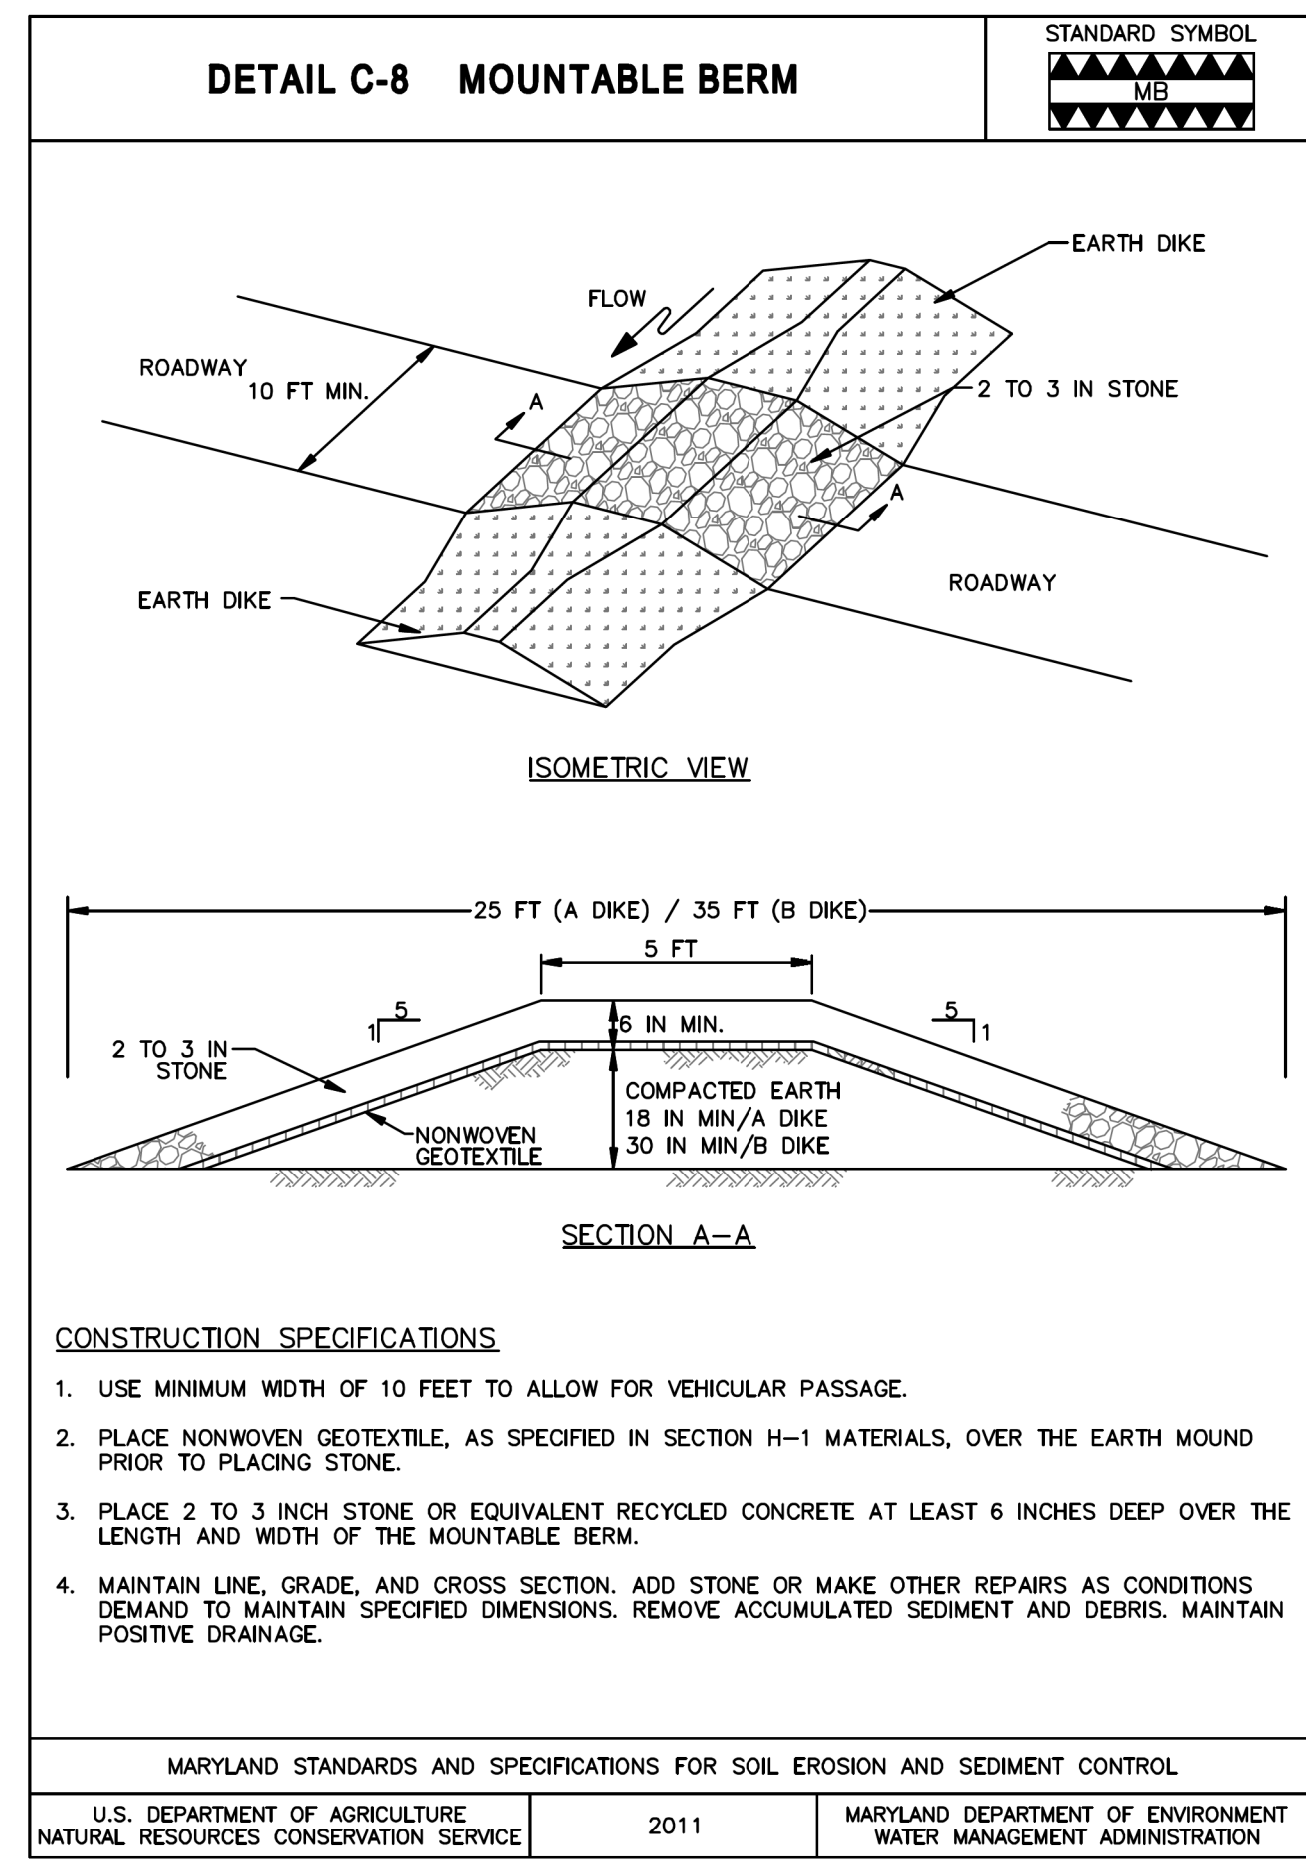 DETAIL C-8 MOUNTABLE BERM
STANDARD SYMBOL
MB
EARTH DIKE
FLOW
ROADWAY
10 FT MIN.
A
2 TO 3 IN STONE
A
ROADWAY
EARTH DIKE
ISOMETRIC VIEW
25 FT (A DIKE) / 35 FT (B DIKE)
5 FT
5
1
5
1
6 IN MIN.
2 TO 3 IN
STONE
COMPACTED EARTH
18 IN MIN/A DIKE
30 IN MIN/B DIKE
NONWOVEN
GEOTEXTILE
SECTION A-A
CONSTRUCTION SPECIFICATIONS
1. USE MINIMUM WIDTH OF 10 FEET TO ALLOW FOR VEHICULAR PASSAGE.
2. PLACE NONWOVEN GEOTEXTILE, AS SPECIFIED IN SECTION H-1 MATERIALS, OVER THE EARTH MOUND
PRIOR TO PLACING STONE.
3. PLACE 2 TO 3 INCH STONE OR EQUIVALENT RECYCLED CONCRETE AT LEAST 6 INCHES DEEP OVER THE
LENGTH AND WIDTH OF THE MOUNTABLE BERM.
4. MAINTAIN LINE, GRADE, AND CROSS SECTION. ADD STONE OR MAKE OTHER REPAIRS AS CONDITIONS
DEMAND TO MAINTAIN SPECIFIED DIMENSIONS. REMOVE ACCUMULATED SEDIMENT AND DEBRIS. MAINTAIN
POSITIVE DRAINAGE.
MARYLAND STANDARDS AND SPECIFICATIONS FOR SOIL EROSION AND SEDIMENT CONTROL
U.S. DEPARTMENT OF AGRICULTURE
NATURAL RESOURCES CONSERVATION SERVICE
2011
MARYLAND DEPARTMENT OF ENVIRONMENT
WATER MANAGEMENT ADMINISTRATION